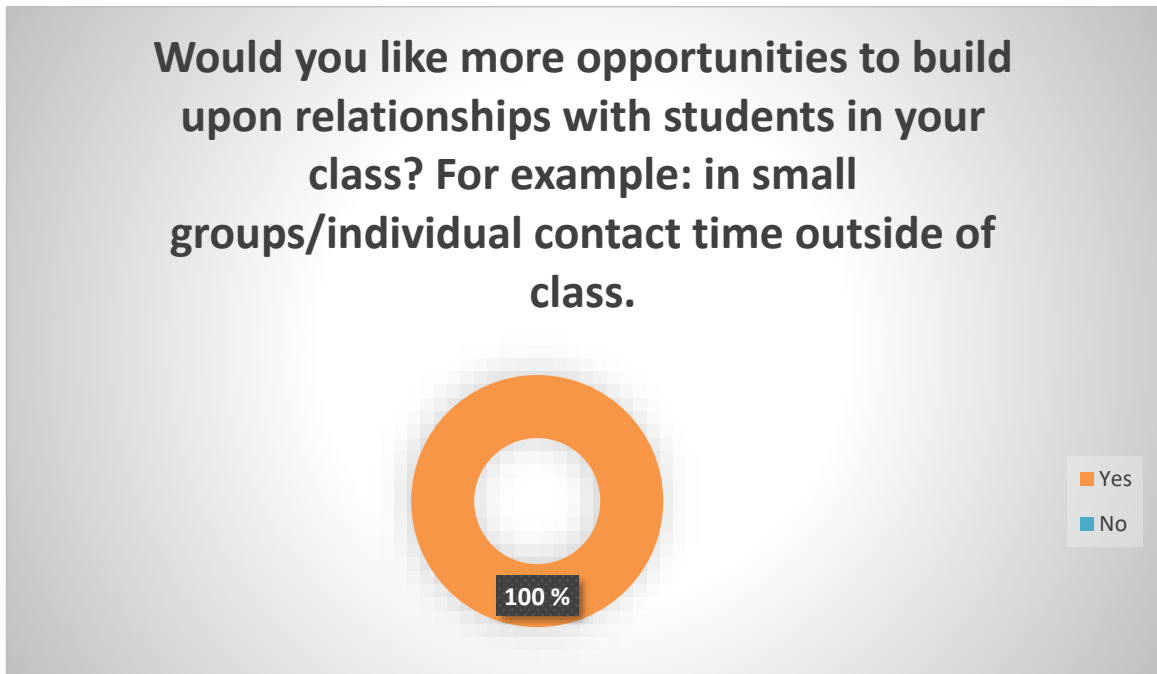 Would you like more opportunities to build
upon relationships with students in your
class? For example: in small
groups/individual contact time outside of
class.
100 %
Yes
No